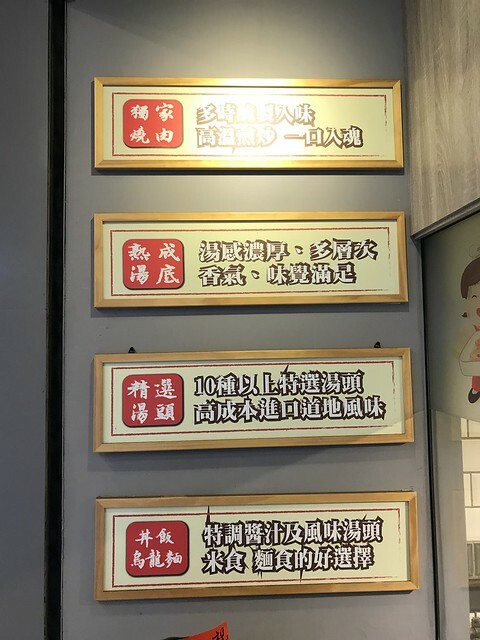 獨家
燒肉
多時 入味
高溫 炒 一口入魂
熟成
湯底
湯感濃厚、多層次
香氣、味覺滿足
精選
湯頭
10種以上特選湯頭
高成本進口道地風味
丼飯
烏龍麵
特調醬汁及風味湯頭
米食 麵食的好選擇